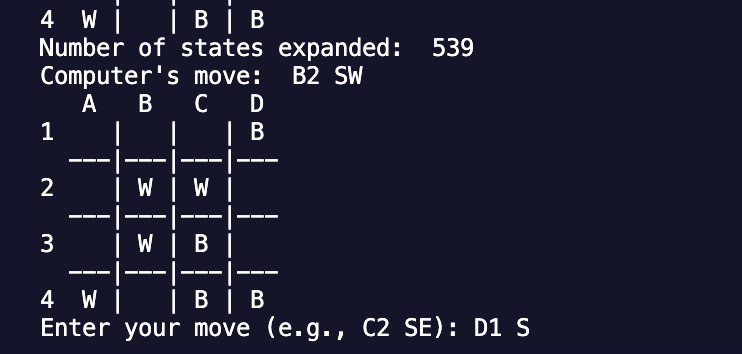 4  W |   | B | B
Number of states expanded:  539
Computer's move:  B2 SW
   A   B   C   D
1    |   |   | B
  ---|---|---|---
2    | W | W |
  ---|---|---|---
3    | W | B |
  ---|---|---|---
4  W |   | B | B
Enter your move (e.g., C2 SE): D1 S